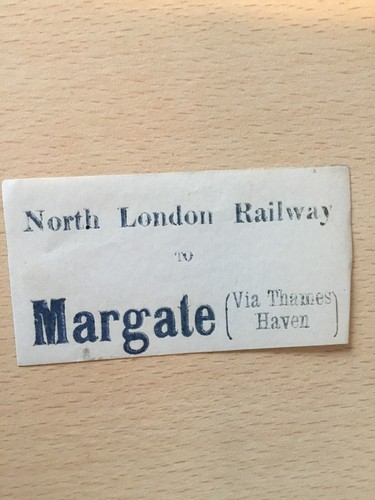 North London Railway
TO
Margate (Via Thames
Haven)